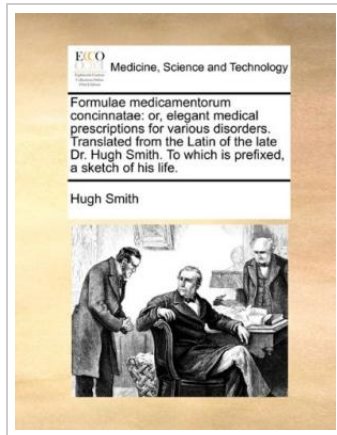 ECCO
Medicine, Science and Technology
Formulae medicamentorum
concinnatae: or, elegant medical
prescriptions for various disorders.
Translated from the Latin of the late
Dr. Hugh Smith. To which is prefixed,
a sketch of his life.
Hugh Smith